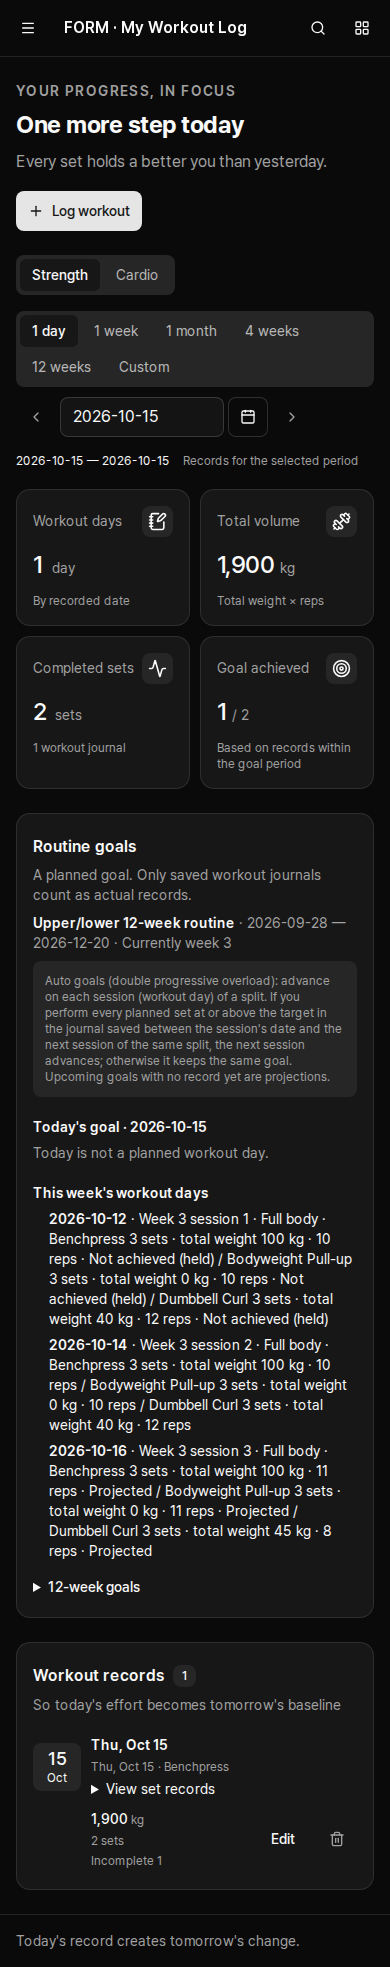 FORM · My Workout Log
YOUR PROGRESS, IN FOCUS
One more step today
Every set holds a better you than yesterday.
Log workout
Strength Cardio
1 day 1 week 1 month 4 weeks
12 weeks Custom
2026-10-15
2026-10-15 — 2026-10-15 Records for the selected period
Workout days
1 day
By recorded date
Total volume
1,900 kg
Total weight × reps
Completed sets
2 sets
1 workout journal
Goal achieved
1 / 2
Based on records within
the goal period
Routine goals
A planned goal. Only saved workout journals
count as actual records.
Upper/lower 12-week routine · 2026-09-28 —
2026-12-20 · Currently week 3
Auto goals (double progressive overload): advance
on each session (workout day) of a split. If you
perform every planned set at or above the target in
the journal saved between the session's date and the
next session of the same split, the next session
advances; otherwise it keeps the same goal.
Upcoming goals with no record yet are projections.
Today's goal · 2026-10-15
Today is not a planned workout day.
This week's workout days
2026-10-12 · Week 3 session 1 · Full body ·
Benchpress 3 sets · total weight 100 kg · 10
reps · Not achieved (held) / Bodyweight Pull-up
3 sets · total weight 0 kg · 10 reps · Not
achieved (held) / Dumbbell Curl 3 sets · total
weight 40 kg · 12 reps · Not achieved (held)
2026-10-14 · Week 3 session 2 · Full body ·
Benchpress 3 sets · total weight 100 kg · 10
reps / Bodyweight Pull-up 3 sets · total weight
0 kg · 10 reps / Dumbbell Curl 3 sets · total
weight 40 kg · 12 reps
2026-10-16 · Week 3 session 3 · Full body ·
Benchpress 3 sets · total weight 100 kg · 11
reps · Projected / Bodyweight Pull-up 3 sets ·
total weight 0 kg · 11 reps · Projected /
Dumbbell Curl 3 sets · total weight 45 kg · 8
reps · Projected
12-week goals
Workout records 1
So today's effort becomes tomorrow's baseline
15
Oct
Thu, Oct 15
Thu, Oct 15 · Benchpress
View set records
1,900 kg
2 sets
Incomplete 1
Edit
Today's record creates tomorrow's change.